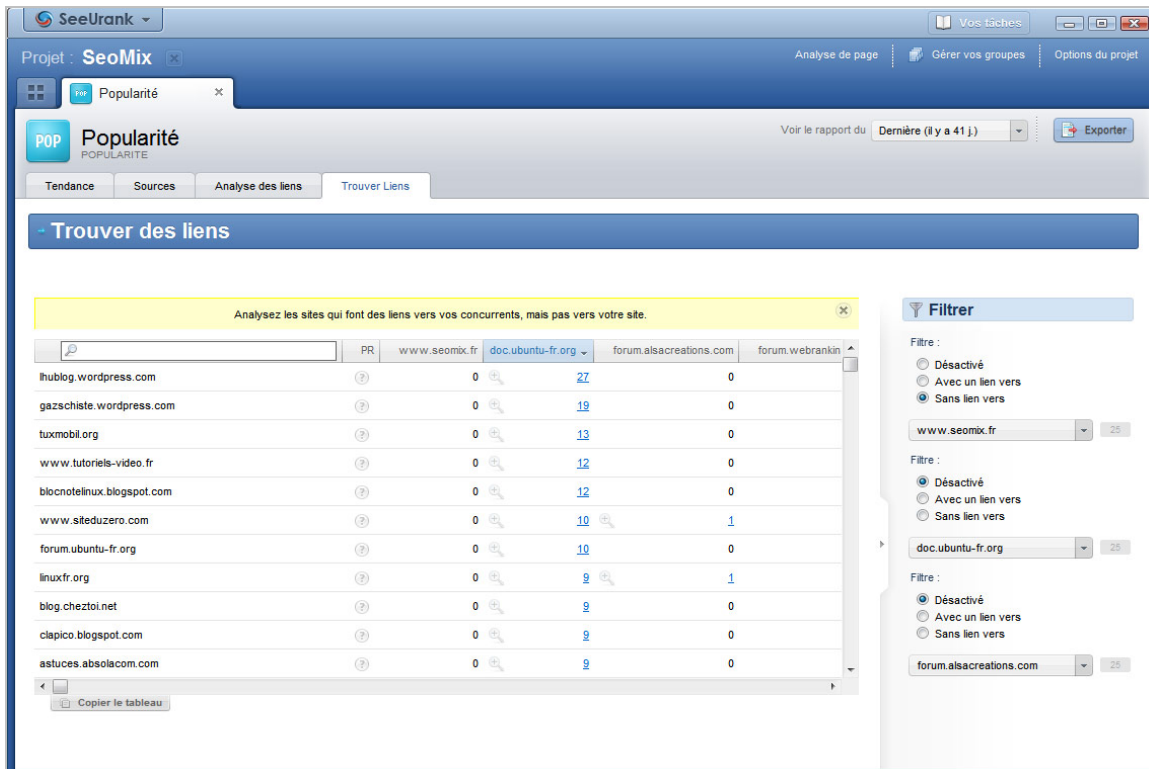 SeeUrank
Vos tâches
Projet : SeoMix
Analyse de page
Gérer vos groupes
Options du projet
POP
Popularité
POP
Popularité
POPULARITE
Voir le rapport du
Dernière (il y a 41 j.)
Exporter
Tendance
Sources
Analyse des liens
Trouver Liens
- Trouver des liens
Analysez les sites qui font des liens vers vos concurrents, mais pas vers votre site.
PR www.seomix.fr doc.ubuntu-fr.org forum.alsacreations.com forum.webrankin
lhublog.wordpress.com ? 0 27 0
gazschiste.wordpress.com ? 0 19 0
tuxmobil.org ? 0 13 0
www.tutoriels-video.fr ? 0 12 0
blocnotelinux.blogspot.com ? 0 12 0
www.siteduzero.com ? 0 10 1
forum.ubuntu-fr.org ? 0 10 0
linuxfr.org ? 0 9 1
blog.cheztoi.net ? 0 9 0
clapico.blogspot.com ? 0 9 0
astuces.absolacom.com ? 0 9 0
Copier le tableau
Filtrer
Filtre :
Désactivé
Avec un lien vers
Sans lien vers
www.seomix.fr 25
Filtre :
Désactivé
Avec un lien vers
Sans lien vers
doc.ubuntu-fr.org 25
Filtre :
Désactivé
Avec un lien vers
Sans lien vers
forum.alsacreations.com 25